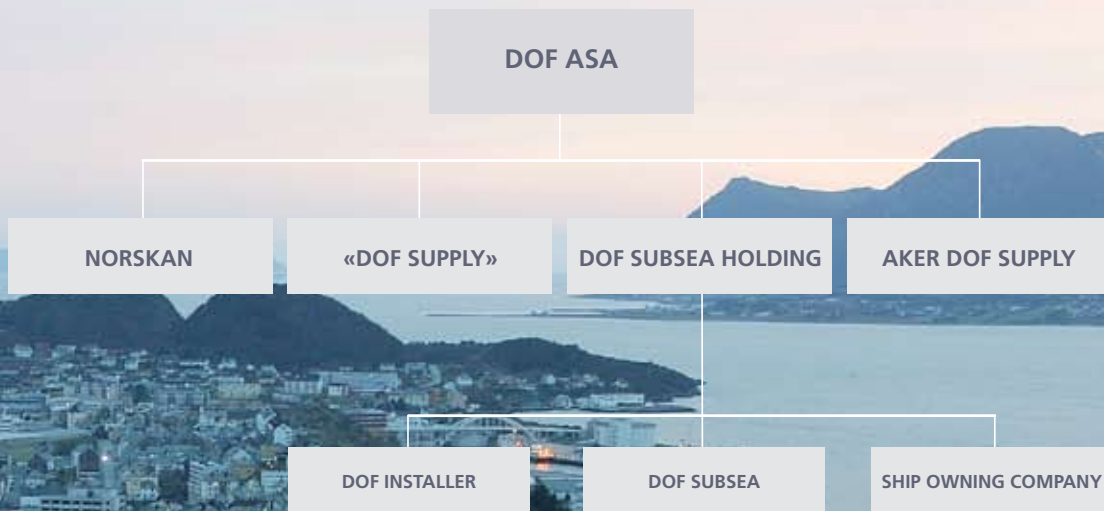 DOF ASA
NORSKAN
«DOF SUPPLY»
DOF SUBSEA HOLDING
AKER DOF SUPPLY
DOF INSTALLER
DOF SUBSEA
SHIP OWNING COMPANY